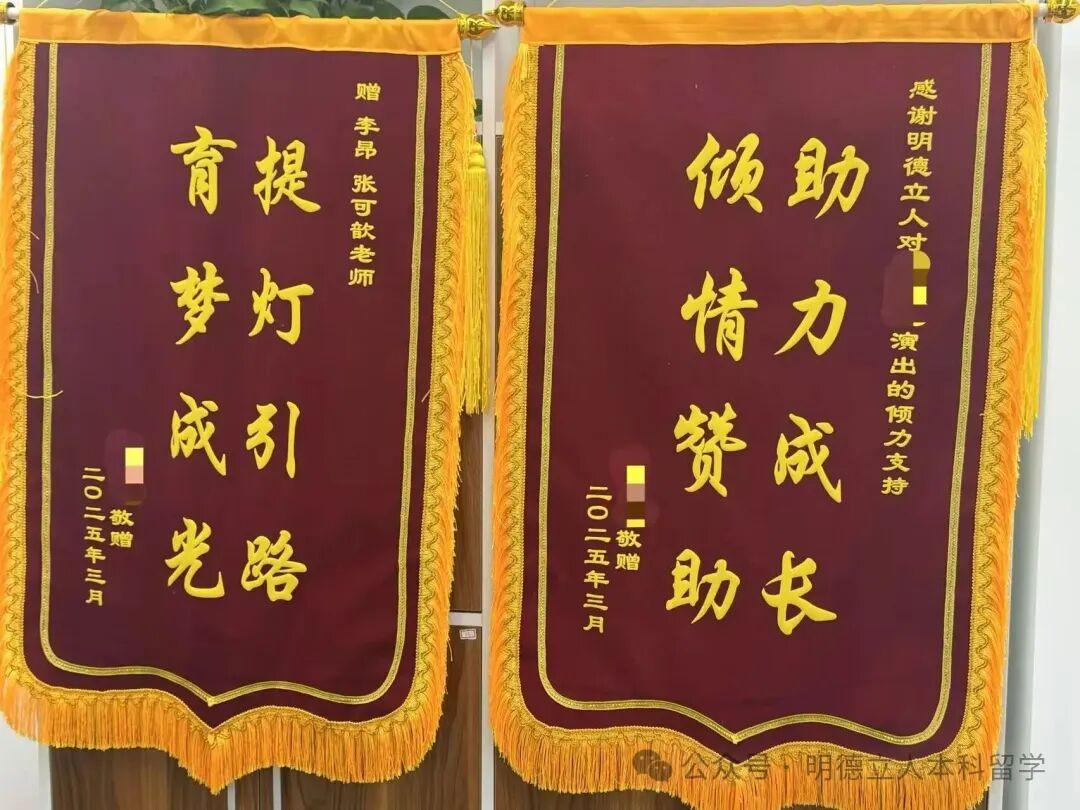 赠 李昂 张可歆老师
提灯引路
育梦成光
敬赠
二〇二五年三月
感谢明德立人对
演出的倾力支持
助力成长
倾情赞助
敬赠
二〇二五年三月
公众号·明德立人本科留学